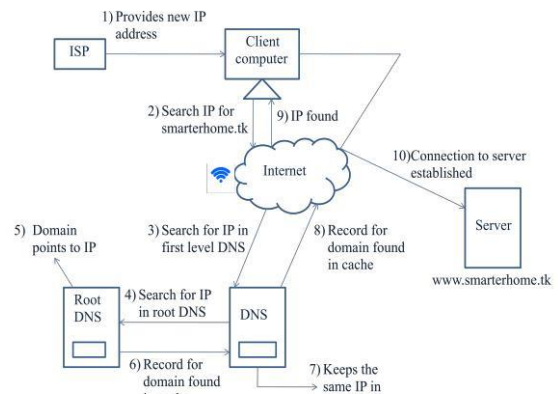 1) Provides new IP
address
ISP
Client
computer
2) Search IP for
smarterhome.tk
9) IP found
Internet
10)Connection to server
established
Server
www.smarterhome.tk
3) Search for IP in
first level DNS
8) Record for
domain found
in cache
5) Domain
points to IP
Root
DNS
4) Search for IP
in root DNS
DNS
6) Record for
domain found
7) Keeps the
same IP in